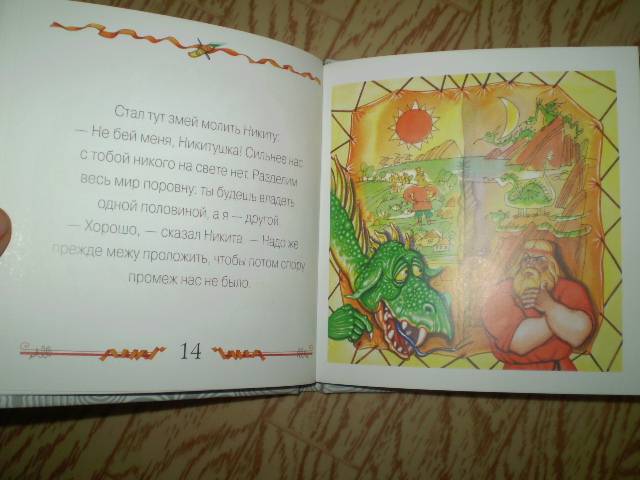 Стал тут змей молить Никиту:
— Не бей меня, Никитушка! Сильнее нас
с тобой никого на свете нет. Разделим
весь мир поровну: ты будешь владеть
одной половиной, а я — другой.
— Хорошо, — сказал Никита. — Надо же
прежде межу проложить, чтобы потом спору
промеж нас не было.
14